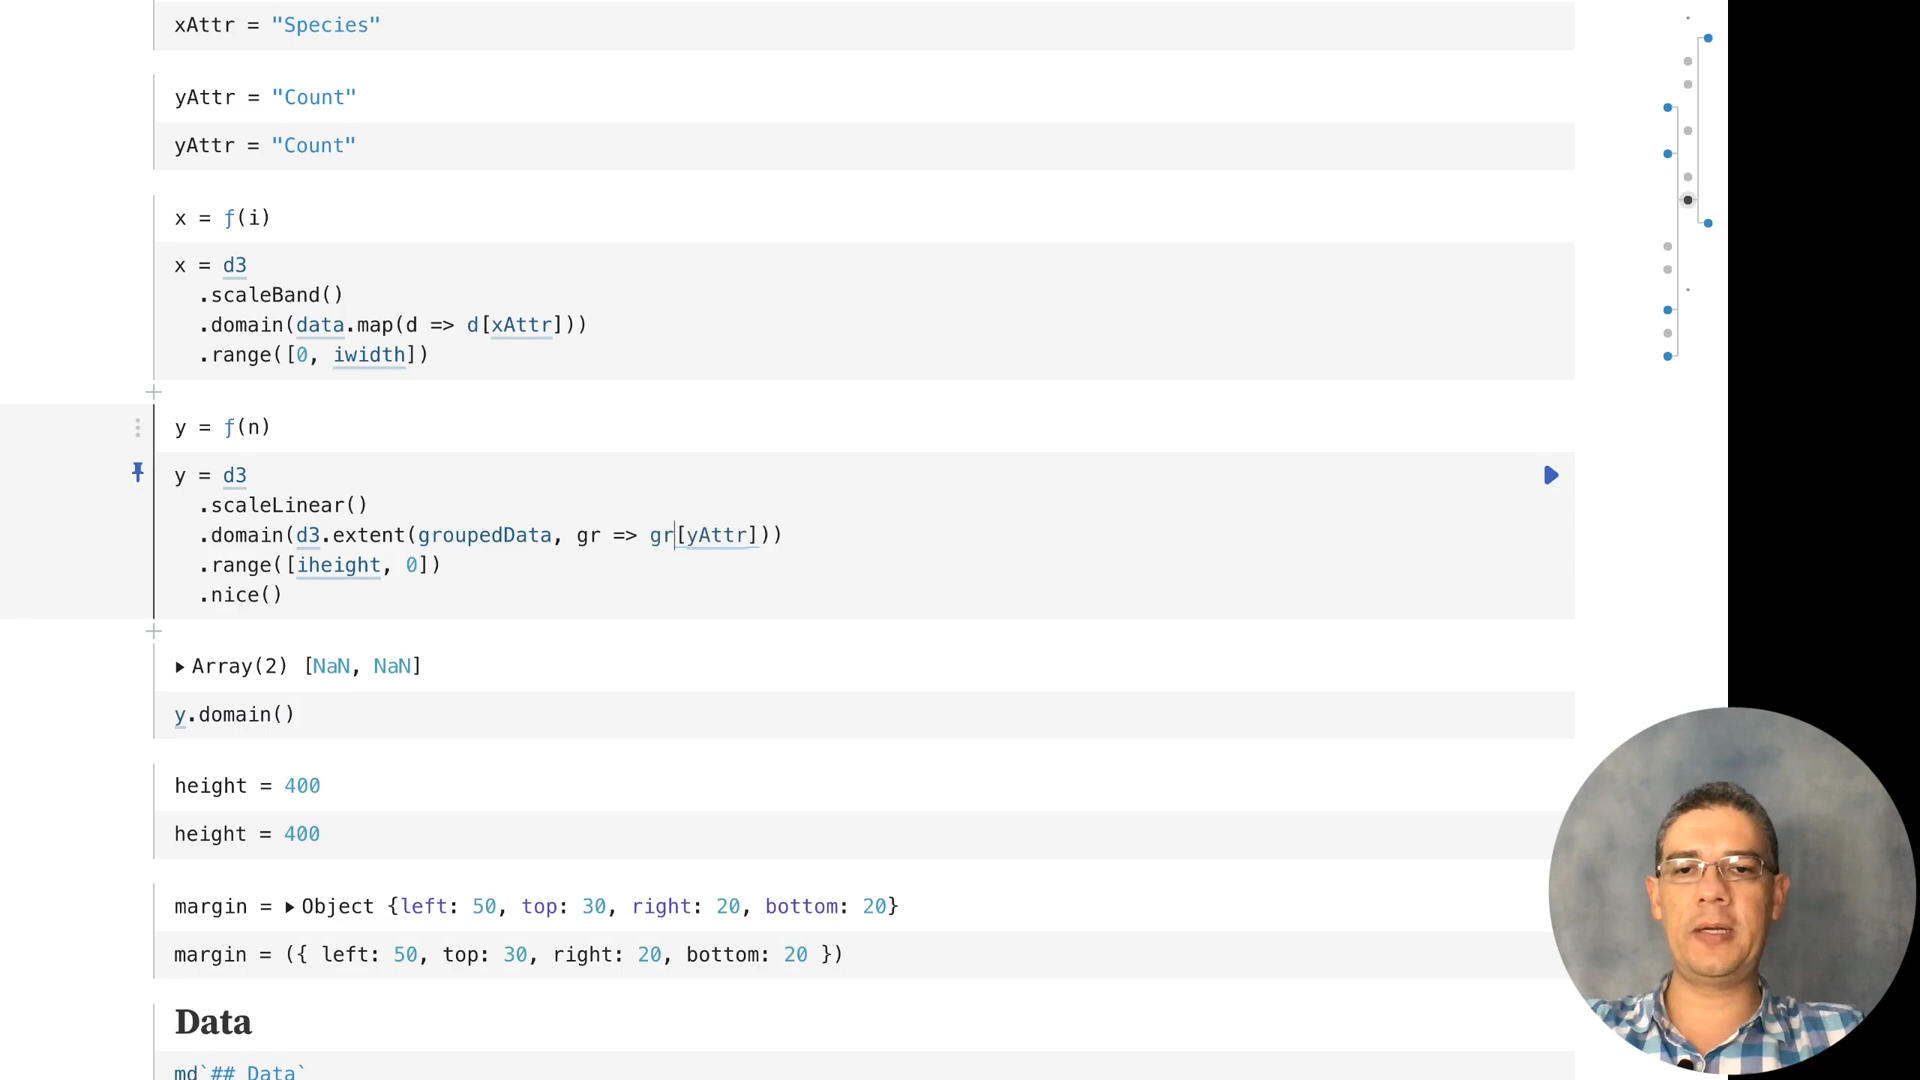 xAttr = "Species"
yAttr = "Count"
yAttr = "Count"
x = ƒ(i)
x = d3
.scaleBand()
.domain(data.map(d => d[xAttr]))
.range([0, iwidth])
y = ƒ(n)
y = d3
.scaleLinear()
.domain(d3.extent(groupedData, gr => gr[yAttr]))
.range([iheight, 0])
.nice()
Array(2) [NaN, NaN]
y.domain()
height = 400
height = 400
margin = Object {left: 50, top: 30, right: 20, bottom: 20}
margin = ({ left: 50, top: 30, right: 20, bottom: 20 })
Data
md`## Data`